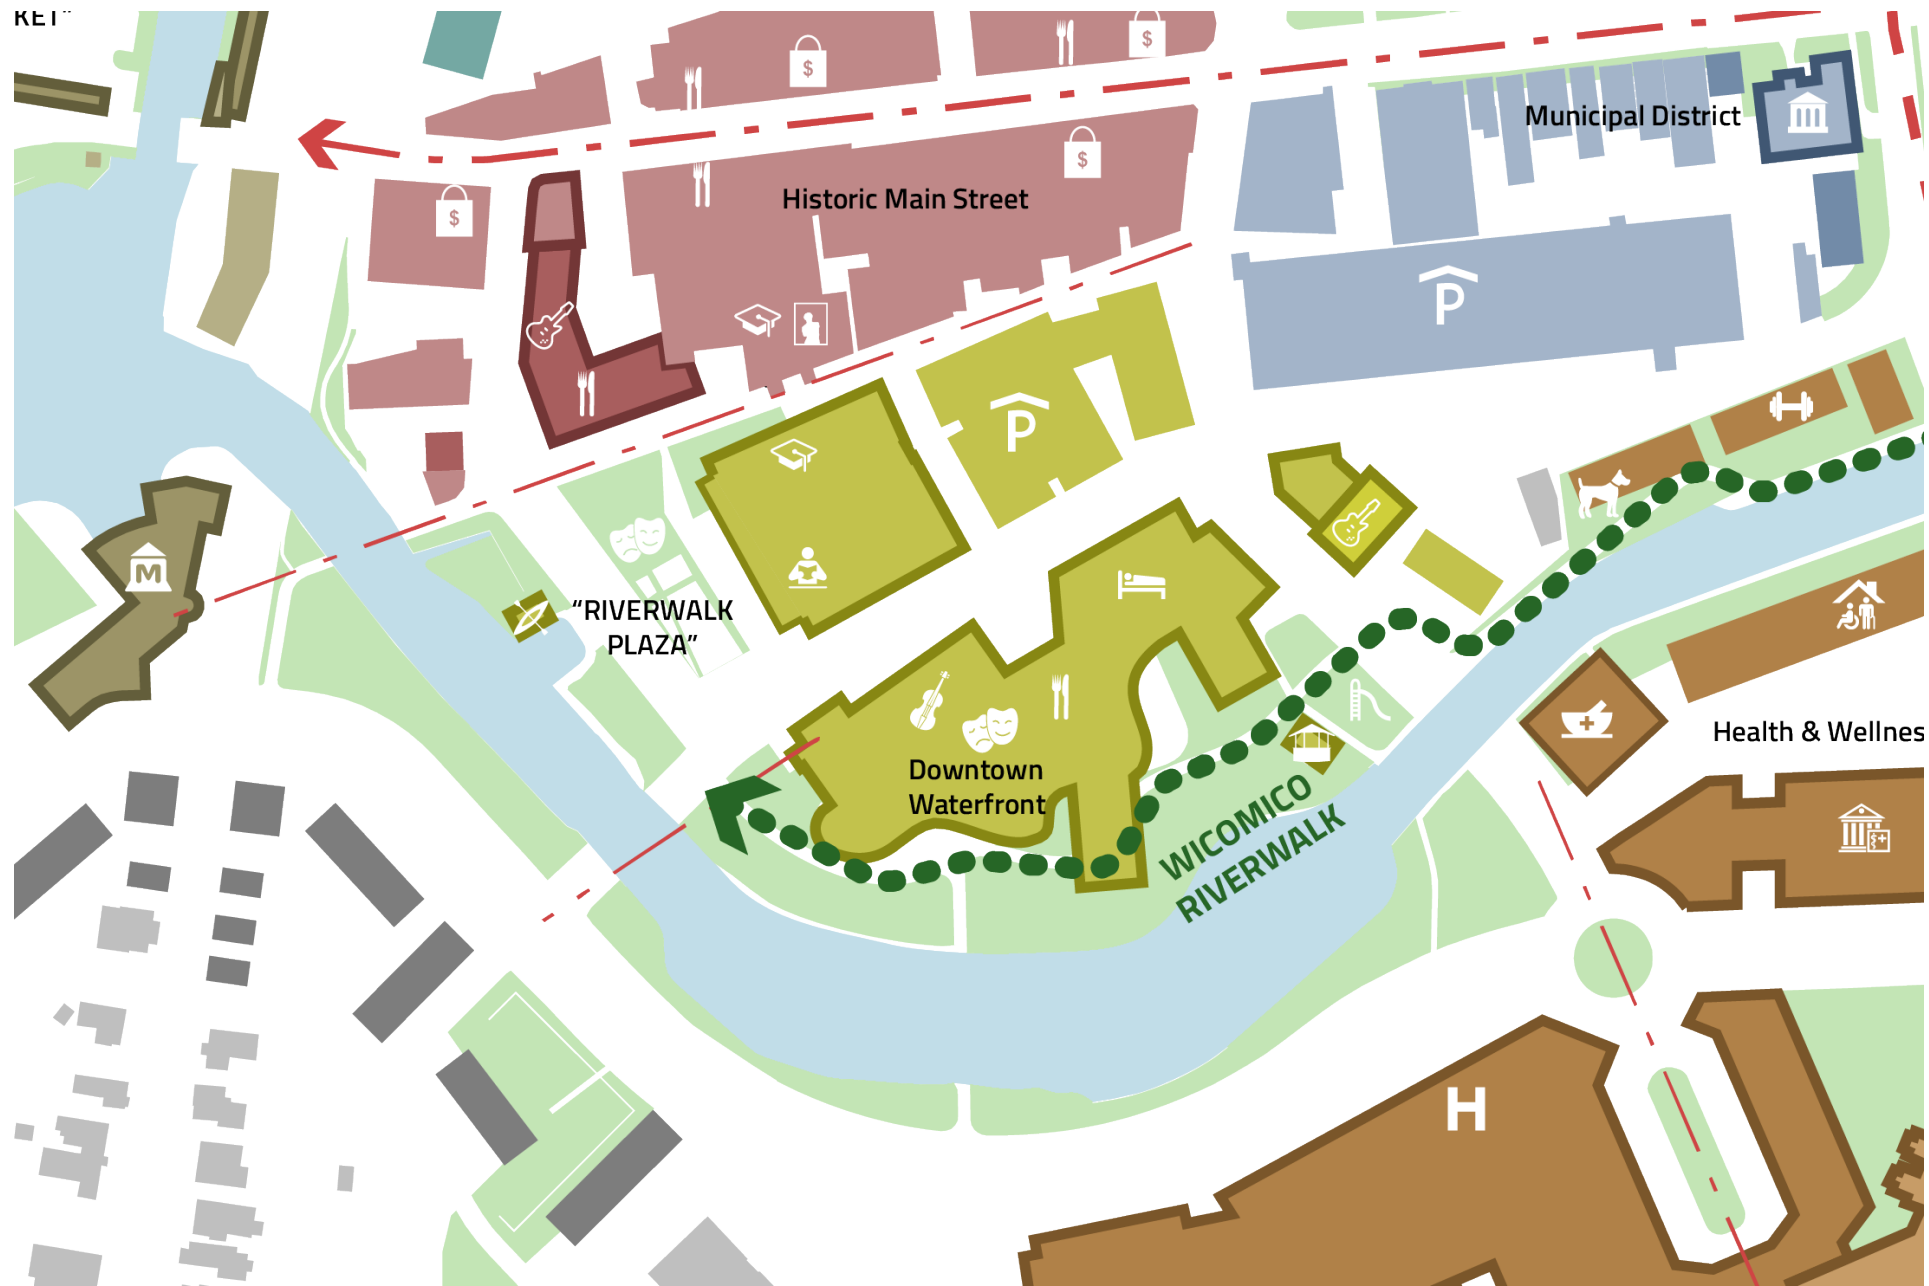 Municipal District
Historic Main Street
P
P
M
“RIVERWALK
PLAZA”
Downtown
Waterfront
WICOMICO
RIVERWALK
Health & Wellnes
H
$
$
$
$